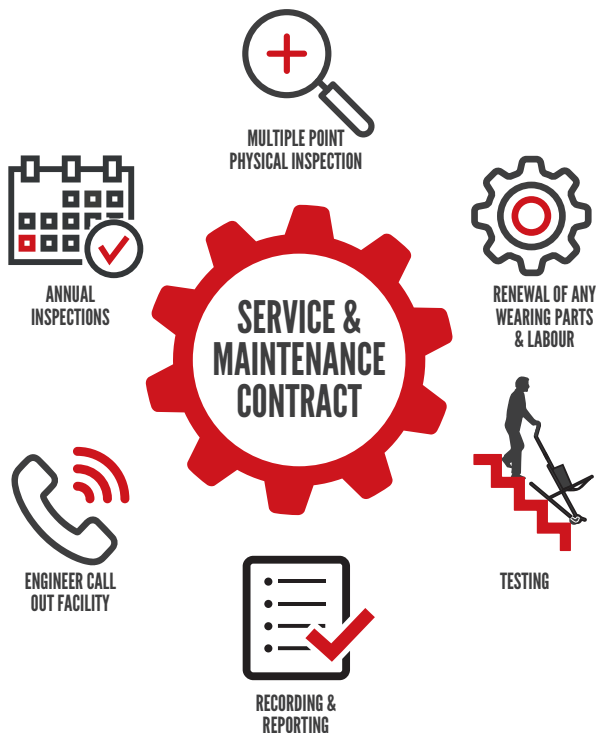 MULTIPLE POINT
PHYSICAL INSPECTION
ANNUAL
INSPECTIONS
RENEWAL OF ANY
WEARING PARTS
& LABOUR
SERVICE &
MAINTENANCE
CONTRACT
ENGINEER CALL
OUT FACILITY
TESTING
RECORDING &
REPORTING